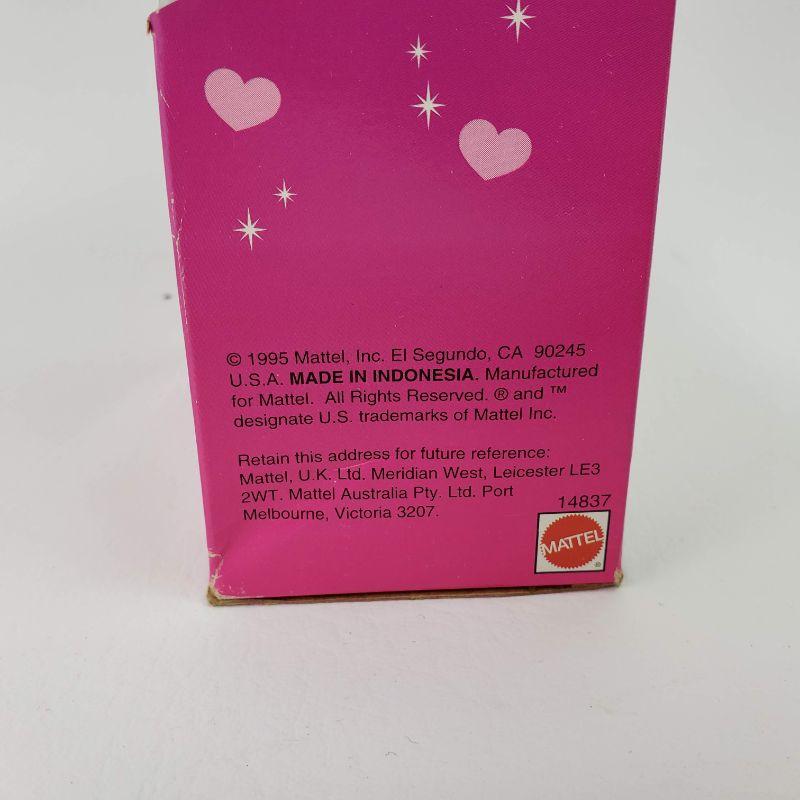 © 1995 Mattel, Inc. El Segundo, CA 90245
U.S.A. MADE IN INDONESIA. Manufactured
for Mattel. All Rights Reserved. ® and ™
designate U.S. trademarks of Mattel Inc.
Retain this address for future reference:
Mattel, U.K. Ltd. Meridian West, Leicester LE3
2WT. Mattel Australia Pty. Ltd. Port
Melbourne, Victoria 3207.
14837
MATTEL
®